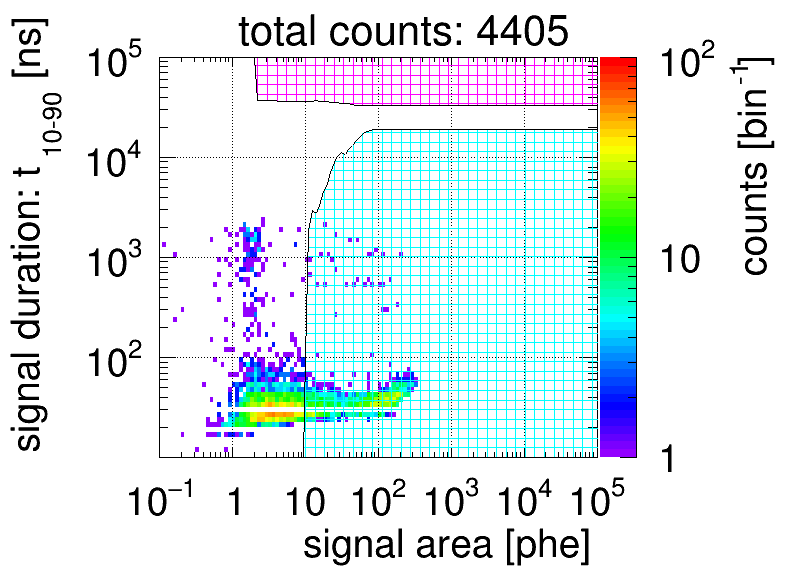 total counts: 4405
signal duration: t 10-90 [ns]
10^5
10^4
10^3
10^2
10^−1 1 10 10^2 10^3 10^4 10^5
signal area [phe]
10^2
10
1
counts [bin^-1]